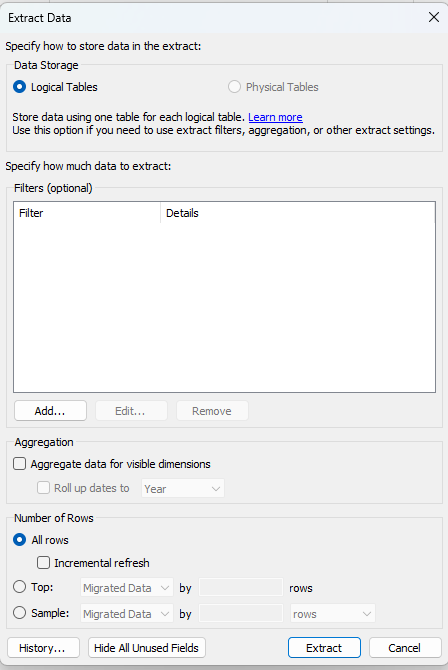 Extract Data
Specify how to store data in the extract:
Data Storage
Logical Tables Physical Tables
Store data using one table for each logical table. Learn more
Use this option if you need to use extract filters, aggregation, or other extract settings.
Specify how much data to extract:
Filters (optional)
Filter Details
Add... Edit... Remove
Aggregation
Aggregate data for visible dimensions
Roll up dates to Year
Number of Rows
All rows
Incremental refresh
Top: Migrated Data by rows
Sample: Migrated Data by rows
History... Hide All Unused Fields Extract Cancel